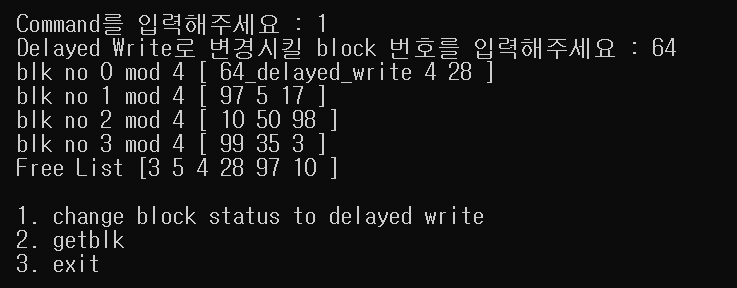 Command를 입력해주세요 : 1
Delayed Write로 변경시킬 block 번호를 입력해주세요 : 64
blk no 0 mod 4 [ 64_delayed_write 4 28 ]
blk no 1 mod 4 [ 97 5 17 ]
blk no 2 mod 4 [ 10 50 98 ]
blk no 3 mod 4 [ 99 35 3 ]
Free List [3 5 4 28 97 10 ]
1. change block status to delayed write
2. getblk
3. exit